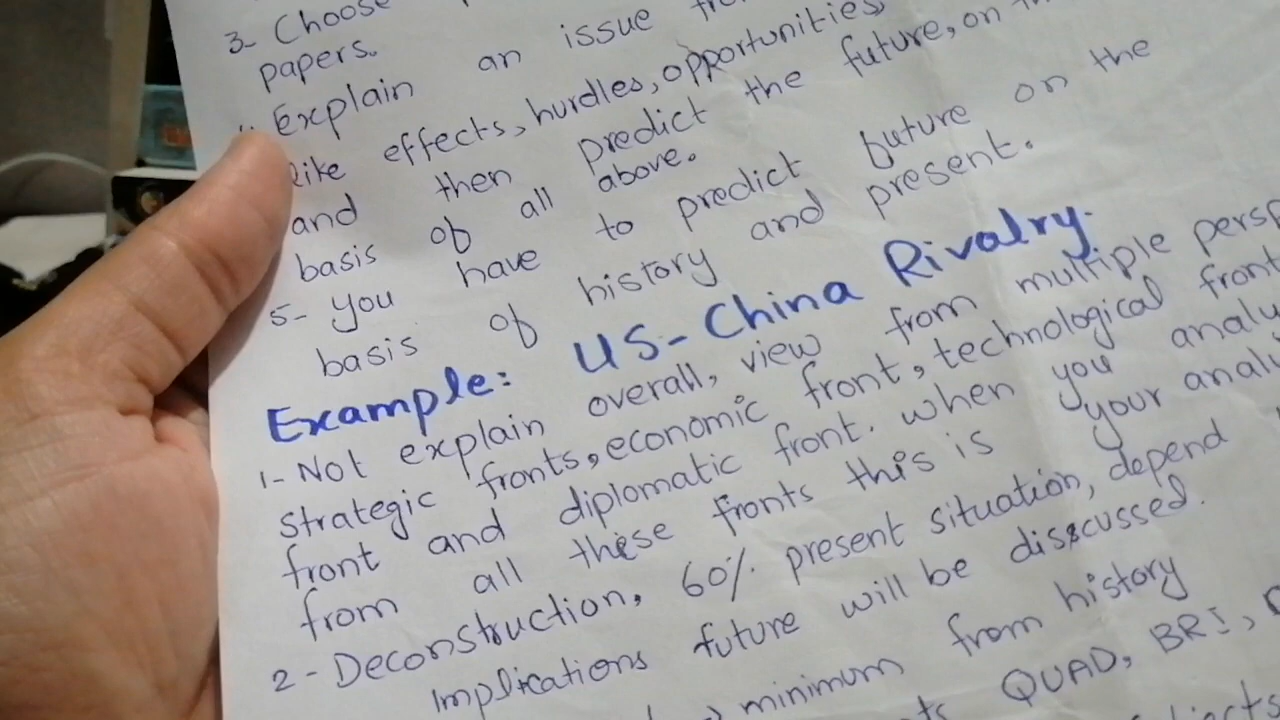 3- Choose
papers.
Explain an issue
like effects, hurdles, opportunities,
and then predict the future, on
basis of all above.
5- You have to predict future on the
basis of history and present.
Example: US-China Rivalry.
1- Not explain overall, view from multiple persp
strategic fronts, economic front, technological front
front and diplomatic front. when you analy
from all these fronts this is your analy
2- Deconstruction, 60% present situation, depend
Implications future will be disscussed.
minimum from history
QUAD, BRI,